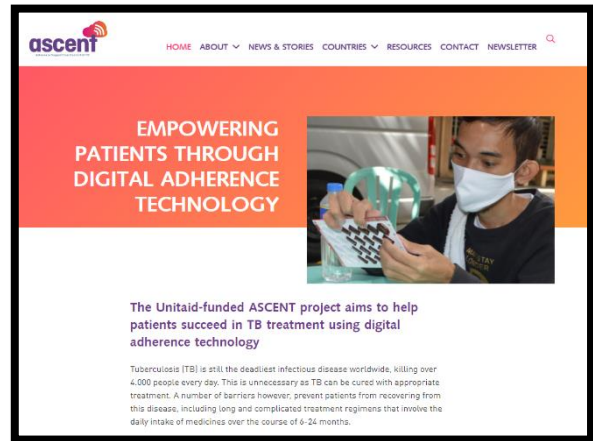 ascent
HOME ABOUT NEWS & STORIES COUNTRIES RESOURCES CONTACT NEWSLETTER
EMPOWERING
PATIENTS THROUGH
DIGITAL ADHERENCE
TECHNOLOGY
STAY
The Unitaid-funded ASCENT project aims to help
patients succeed in TB treatment using digital
adherence technology
Tuberculosis (TB) is still the deadliest infectious disease worldwide, killing over
4.000 people every day. This is unnecessary as TB can be cured with appropriate
treatment. A number of barriers however, prevent patients from recovering from
this disease, including long and complicated treatment regimens that involve the
daily intake of medicines over the course of 6-24 months.